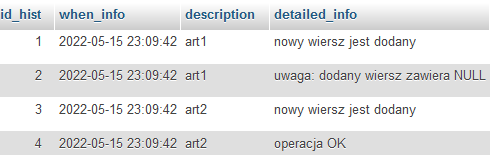 id_hist when_info description detailed_info
1 2022-05-15 23:09:42 art1 nowy wiersz jest dodany
2 2022-05-15 23:09:42 art1 uwaga: dodany wiersz zawiera NULL
3 2022-05-15 23:09:42 art2 nowy wiersz jest dodany
4 2022-05-15 23:09:42 art2 operacja OK